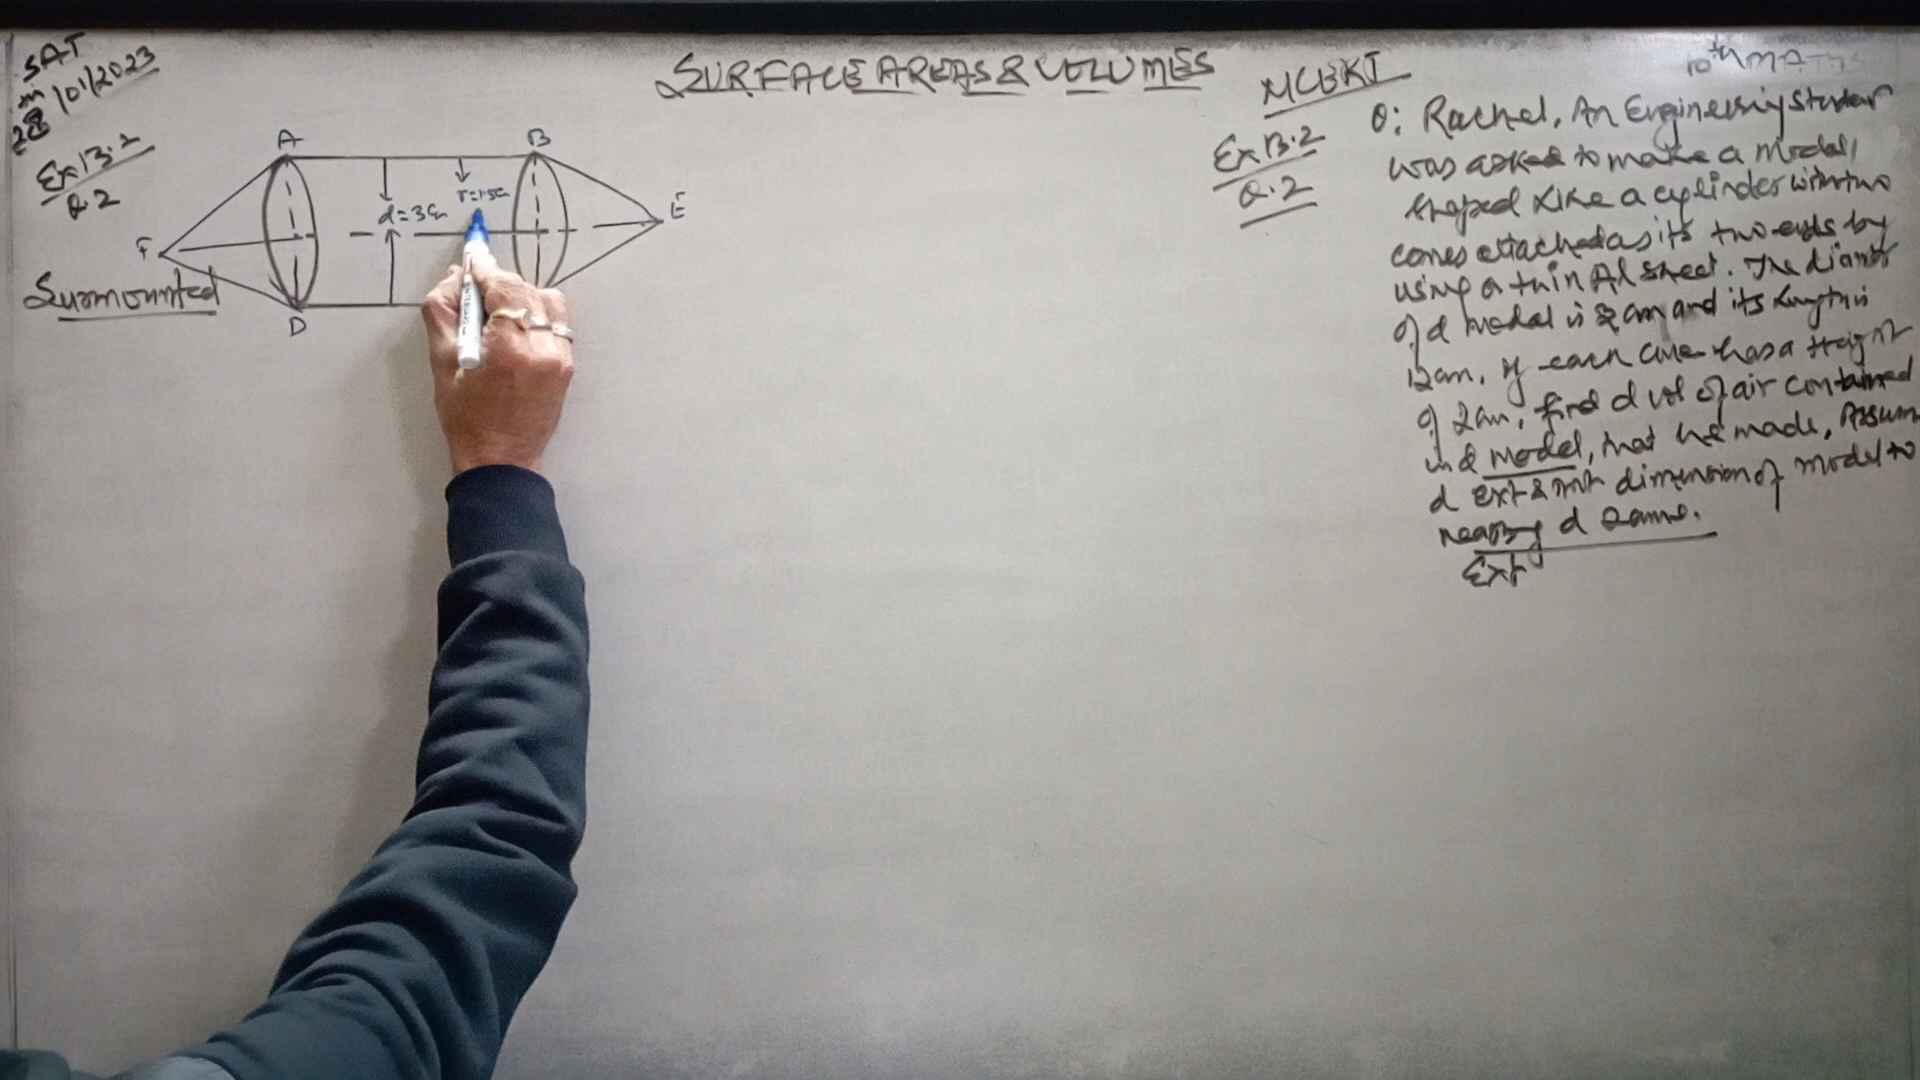 SAT
28/01/2023
Ex 13.2
Q.2
SURFACE AREAS & VOLUMES
NCERT
10th MATHS
Ex 13.2
Q.2
A
B
d = 3cm
r = 1.5cm
E
F
D
Surmounted
Q: Rachel, An Engineering Student
was asked to make a model,
shaped like a cylinder with two
cones attached as its two ends by
using a thin Al sheet. The diameter
of d model is 3cm and its length is
12cm, if each cone has a height
of 2cm, find d vol of air contained
in d model, that he made, Assume
d ext & int dimension of model to
nearby d same.
Ext